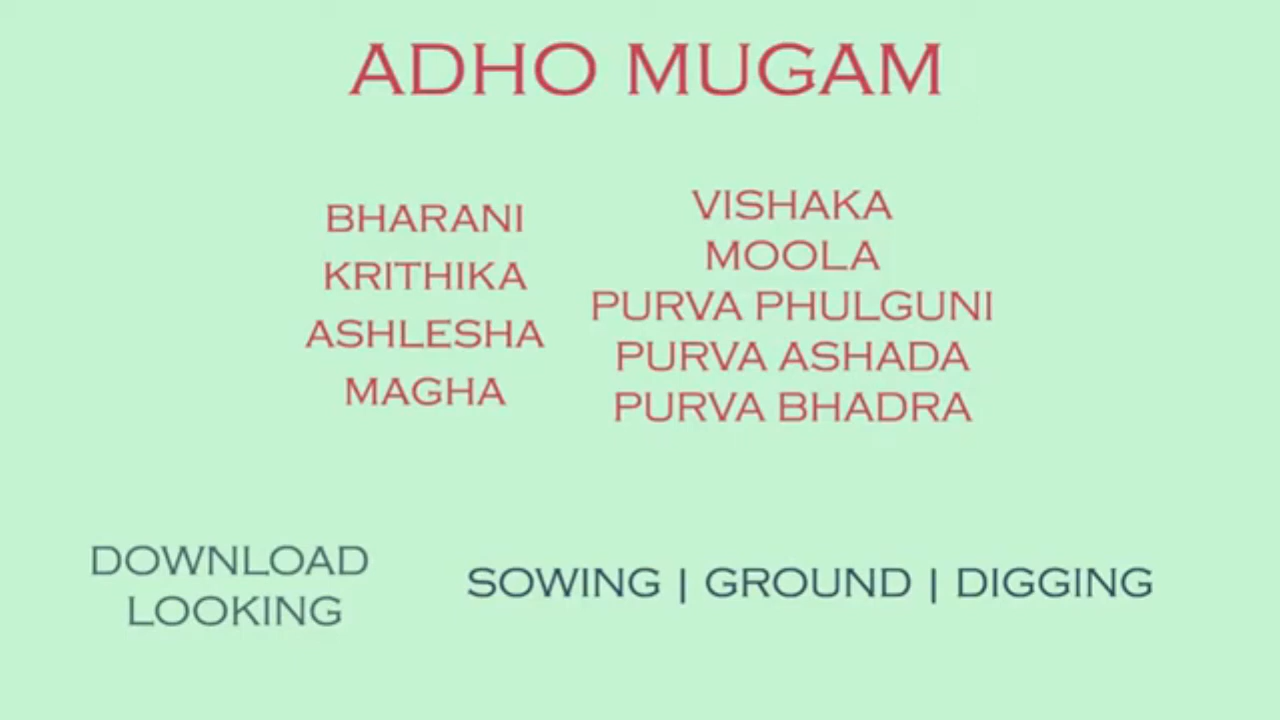 ADHO MUGAM
BHARANI
KRITHIKA
ASHLESHA
MAGHA
VISHAKA
MOOLA
PURVA PHULGUNI
PURVA ASHADA
PURVA BHADRA
DOWNLOAD
LOOKING
SOWING | GROUND | DIGGING